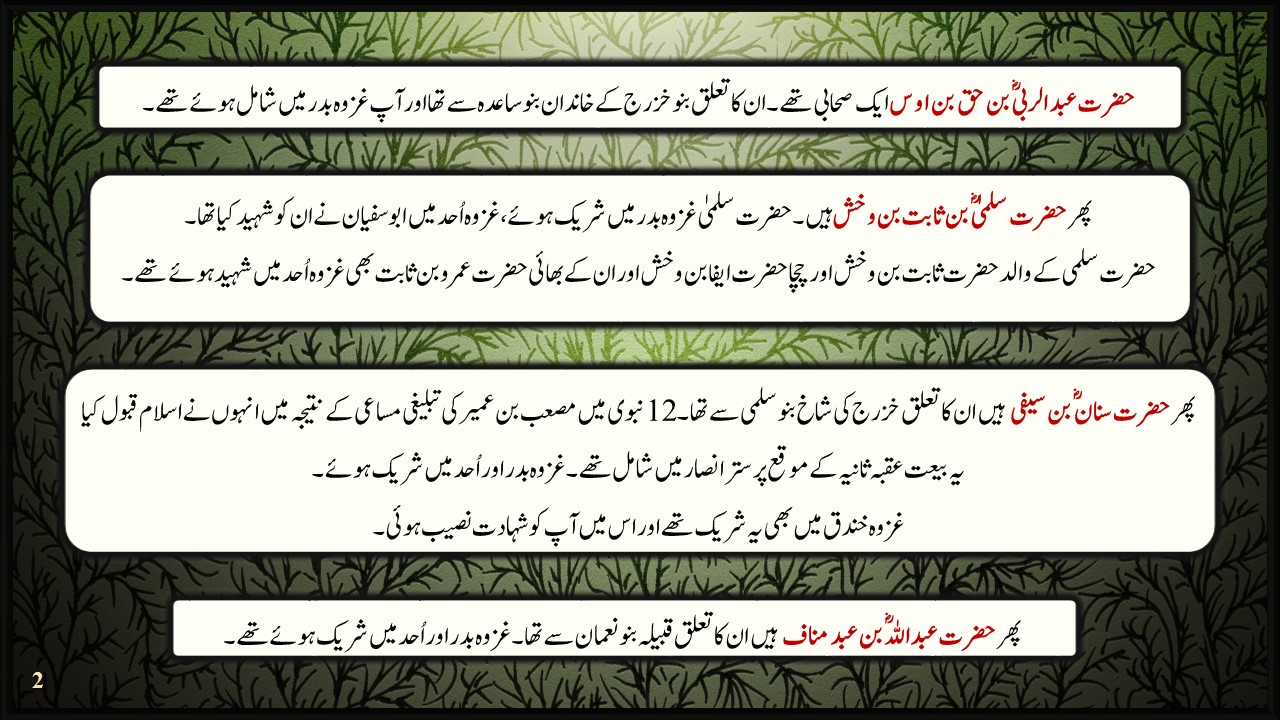 حضرت عبد الربیؓ بن حق بن اوس ایک صحابی تھے۔ ان کا تعلق بنو خزرج کے خاندان بنو ساعدہ سے تھا اور آپ غزوہ بدر میں شامل ہوئے تھے۔
پھر حضرت سلمیؓ بن ثابت بن وخش ہیں۔ حضرت سلمیٰ غزوہ بدر میں شریک ہوئے، غزوہ اُحد میں ابو سفیان نے ان کو شہید کیا تھا۔
حضرت سلمی کے والد حضرت ثابت بن وخش اور چچا حضرت ایفا بن وخش اور ان کے بھائی حضرت عمرو بن ثابت بھی غزوہ اُحد میں شہید ہوئے تھے۔
پھر حضرت سنانؓ بن سیفی ہیں ان کا تعلق خزرج کی شاخ بنو سلمی سے تھا۔ 12 نبوی میں مصعب بن عمیر کی تبلیغی مساعی کے نتیجہ میں انہوں نے اسلام قبول کیا
یہ بیعت عقبہ ثانیہ کے موقع پر ستر انصار میں شامل تھے۔ غزوہ بدر اور اُحد میں شریک ہوئے۔
غزوہ خندق میں بھی یہ شریک تھے اور اس میں آپ کو شہادت نصیب ہوئی۔
پھر حضرت عبد اللہؓ بن عبد مناف ہیں ان کا تعلق قبیلہ بنو نعمان سے تھا۔ غزوہ بدر اور اُحد میں شریک ہوئے تھے۔
2